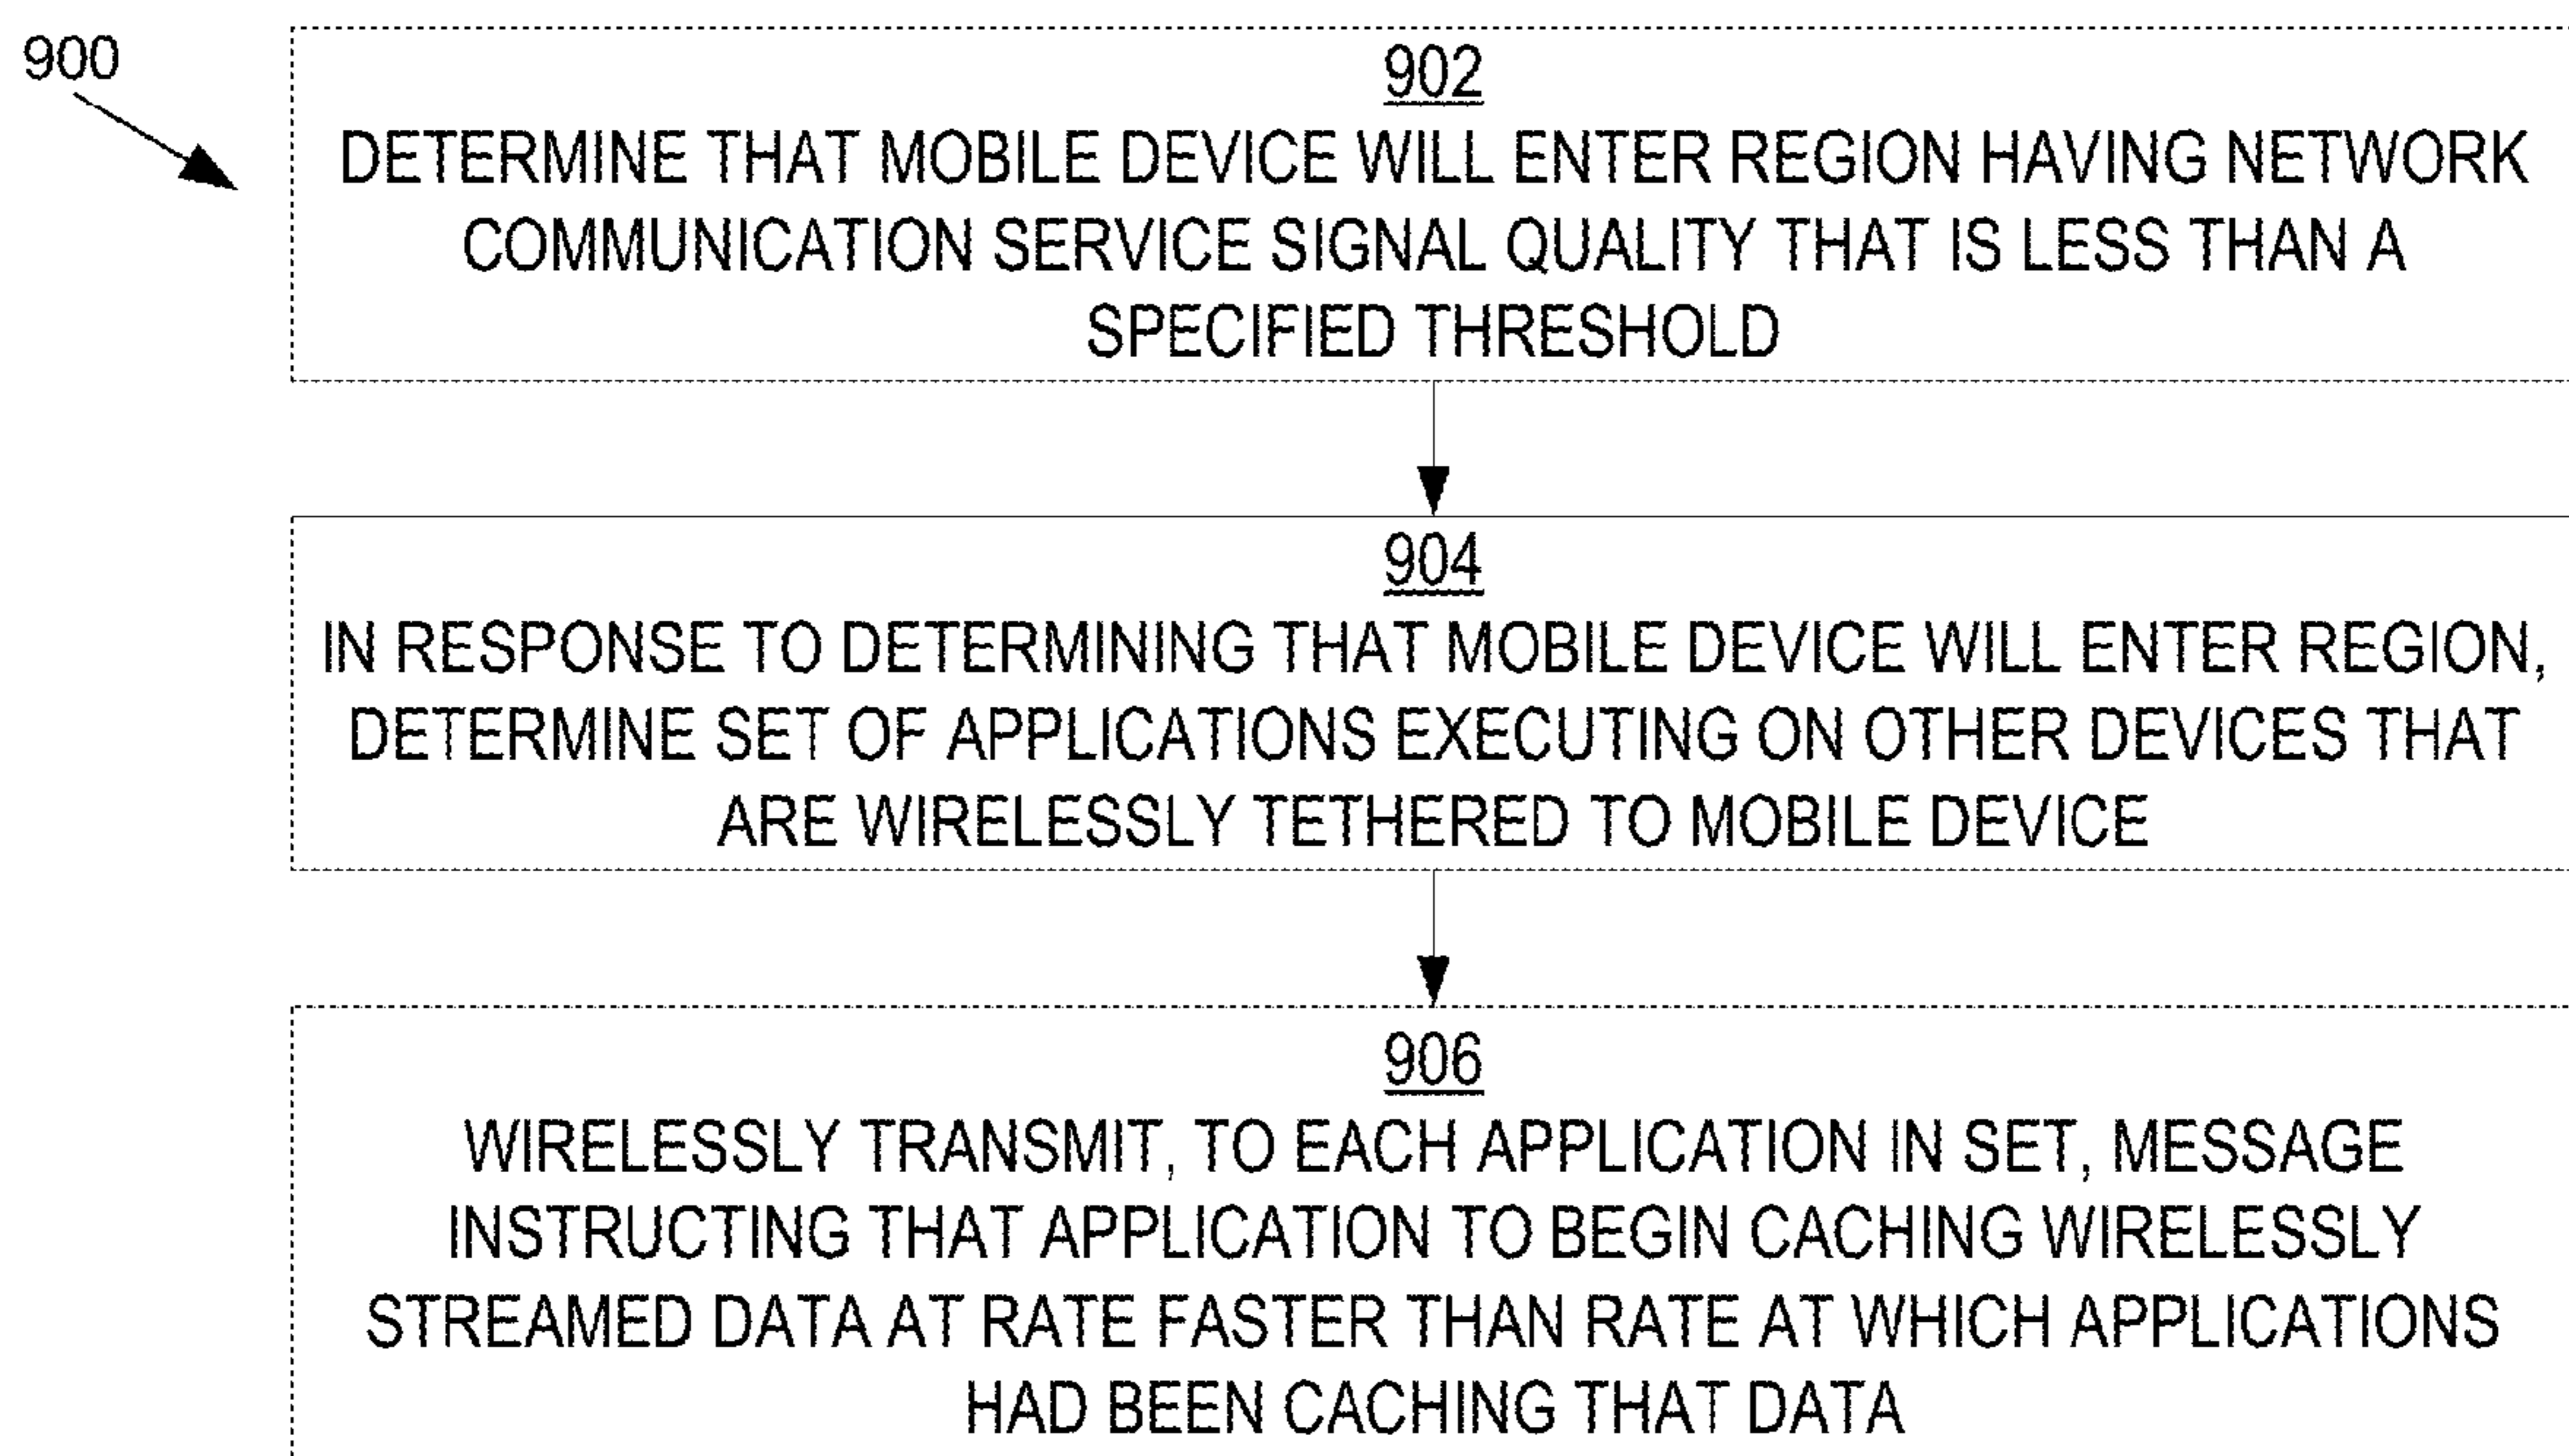 900
902
DETERMINE THAT MOBILE DEVICE WILL ENTER REGION HAVING NETWORK
COMMUNICATION SERVICE SIGNAL QUALITY THAT IS LESS THAN A
SPECIFIED THRESHOLD
904
IN RESPONSE TO DETERMINING THAT MOBILE DEVICE WILL ENTER REGION,
DETERMINE SET OF APPLICATIONS EXECUTING ON OTHER DEVICES THAT
ARE WIRELESSLY TETHERED TO MOBILE DEVICE
906
WIRELESSLY TRANSMIT, TO EACH APPLICATION IN SET, MESSAGE
INSTRUCTING THAT APPLICATION TO BEGIN CACHING WIRELESSLY
STREAMED DATA AT RATE FASTER THAN RATE AT WHICH APPLICATIONS
HAD BEEN CACHING THAT DATA